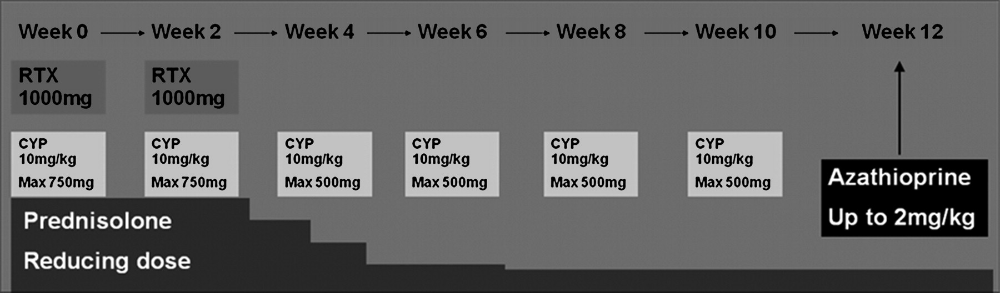 Week 0 Week 2 Week 4 Week 6 Week 8 Week 10 Week 12
RTX
1000mg
RTX
1000mg
CYP
10mg/kg
Max 750mg
CYP
10mg/kg
Max 750mg
CYP
10mg/kg
Max 500mg
CYP
10mg/kg
Max 500mg
CYP
10mg/kg
Max 500mg
CYP
10mg/kg
Max 500mg
Azathioprine
Up to 2mg/kg
Prednisolone
Reducing dose